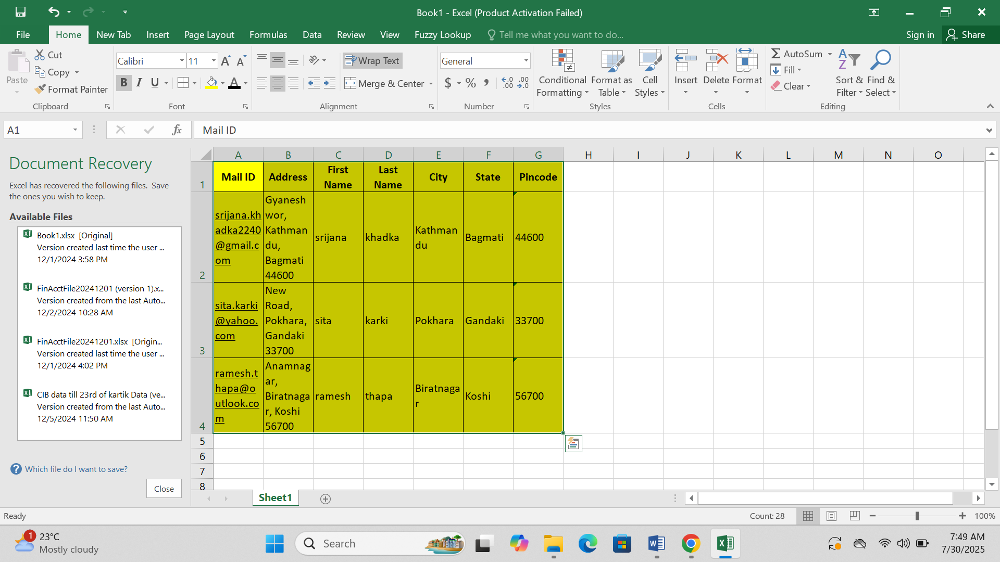 Book1 - Excel (Product Activation Failed)
File Home New Tab Insert Page Layout Formulas Data Review View Fuzzy Lookup Tell me what you want to do... Sign in Share
Paste
Cut
Copy
Format Painter
Clipboard
Calibri 11
B I U
Font
Wrap Text
Merge & Center
Alignment
General
$ % , .0 .00 .00 .0
Number
Conditional Formatting
Format as Table
Cell Styles
Styles
Insert Delete Format
Cells
AutoSum
Fill
Clear
Sort & Filter
Find & Select
Editing
A1 fx Mail ID
Document Recovery
Excel has recovered the following files. Save
the ones you wish to keep.
Available Files
Book1.xlsx [Original]
Version created last time the user ...
12/1/2024 3:58 PM
FinAcctFile20241201 (version 1).x...
Version created from the last Auto...
12/2/2024 10:28 AM
FinAcctFile20241201.xlsx [Origin...
Version created last time the user ...
12/1/2024 4:02 PM
CIB data till 23rd of kartik Data (ve...
Version created from the last Auto...
12/5/2024 11:50 AM
Which file do I want to save?
Close
A B C D E F G H I J K L M N O
1 Mail ID Address First Name Last Name City State Pincode
2 srijana.khadka2240@gmail.com Gyaneshwor, Kathmandu, Bagmati 44600 srijana khadka Kathmandu Bagmati 44600
3 sita.karki@yahoo.com New Road, Pokhara, Gandaki 33700 sita karki Pokhara Gandaki 33700
4 ramesh.thapa@outlook.com Anamnagar, Biratnagar, Koshi 56700 ramesh thapa Biratnagar Koshi 56700
5
6
7
8
Sheet1
Ready Count: 28 100%
1 23°C
Mostly cloudy
Search
7:49 AM
7/30/2025